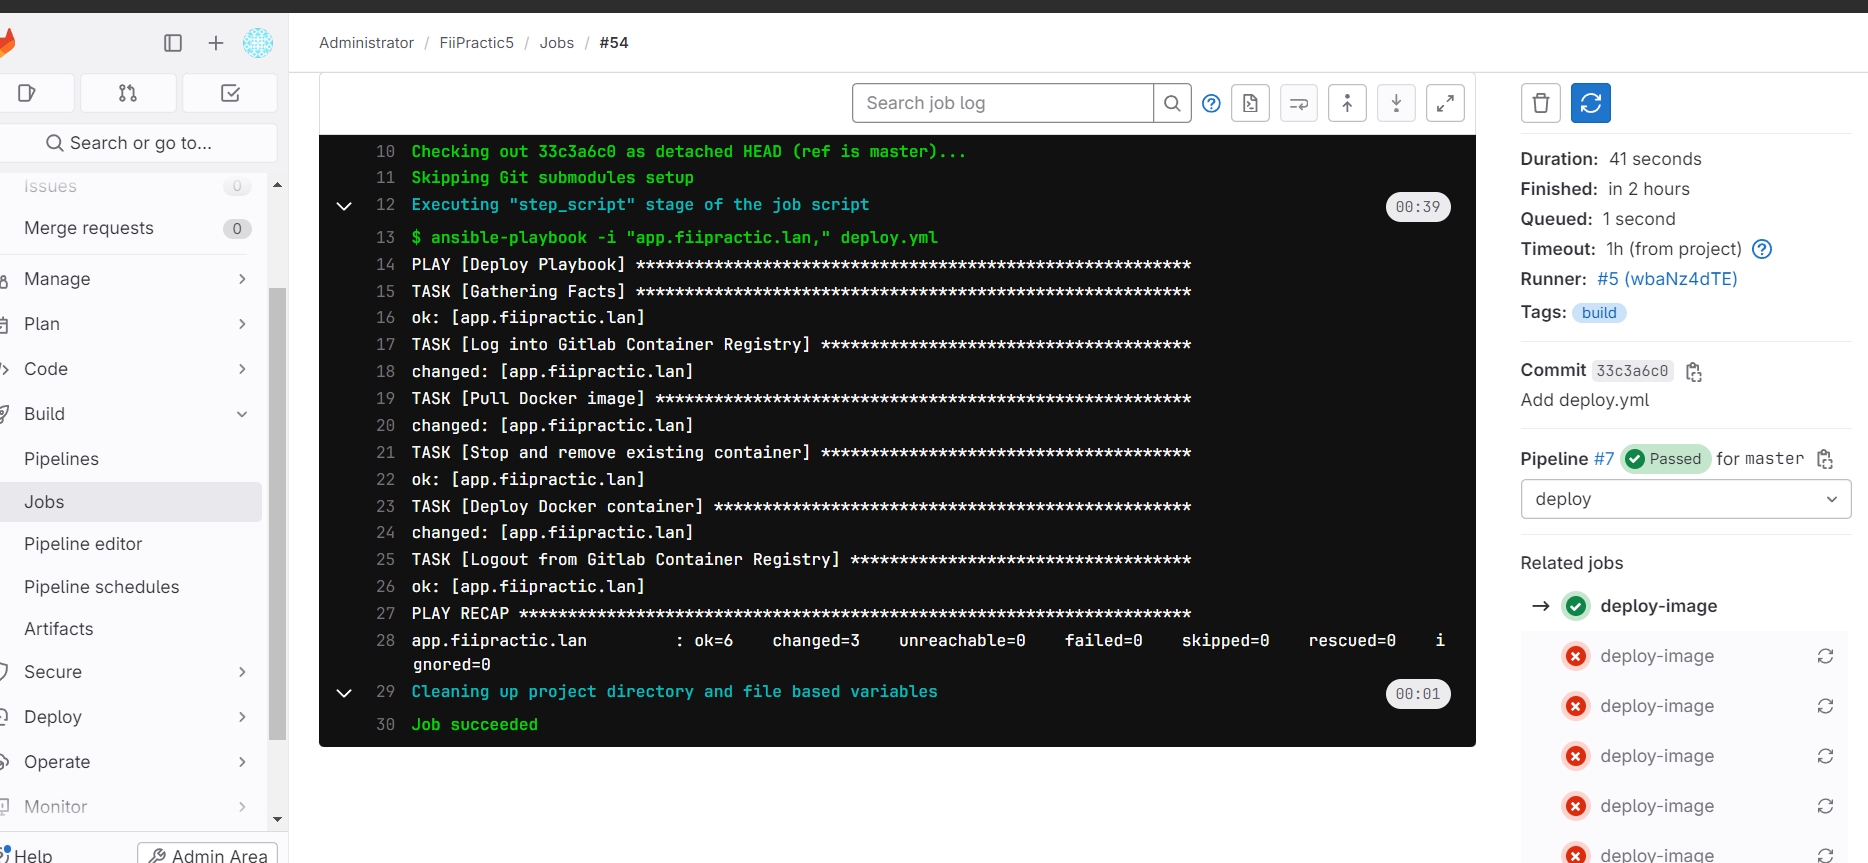 Administrator / FiiPractic5 / Jobs / #54
Search or go to...
Issues 0
Merge requests 0
Manage
Plan
Code
Build
Pipelines
Jobs
Pipeline editor
Pipeline schedules
Artifacts
Secure
Deploy
Operate
Monitor
Help
Admin Area
Search job log
10 Checking out 33c3a6c0 as detached HEAD (ref is master)...
11 Skipping Git submodules setup
12 Executing "step_script" stage of the job script 00:39
13 $ ansible-playbook -i "app.fiipractic.lan," deploy.yml
14 PLAY [Deploy Playbook] *********************************************************
15 TASK [Gathering Facts] *********************************************************
16 ok: [app.fiipractic.lan]
17 TASK [Log into Gitlab Container Registry] **************************************
18 changed: [app.fiipractic.lan]
19 TASK [Pull Docker image] *******************************************************
20 changed: [app.fiipractic.lan]
21 TASK [Stop and remove existing container] **************************************
22 ok: [app.fiipractic.lan]
23 TASK [Deploy Docker container] *************************************************
24 changed: [app.fiipractic.lan]
25 TASK [Logout from Gitlab Container Registry] ***********************************
26 ok: [app.fiipractic.lan]
27 PLAY RECAP *********************************************************************
28 app.fiipractic.lan : ok=6 changed=3 unreachable=0 failed=0 skipped=0 rescued=0 i
gnored=0
29 Cleaning up project directory and file based variables 00:01
30 Job succeeded
Duration: 41 seconds
Finished: in 2 hours
Queued: 1 second
Timeout: 1h (from project)
Runner: #5 (wbaNz4dTE)
Tags: build
Commit 33c3a6c0
Add deploy.yml
Pipeline #7 Passed for master
deploy
Related jobs
→ deploy-image
deploy-image
deploy-image
deploy-image
deploy-image
deploy-image